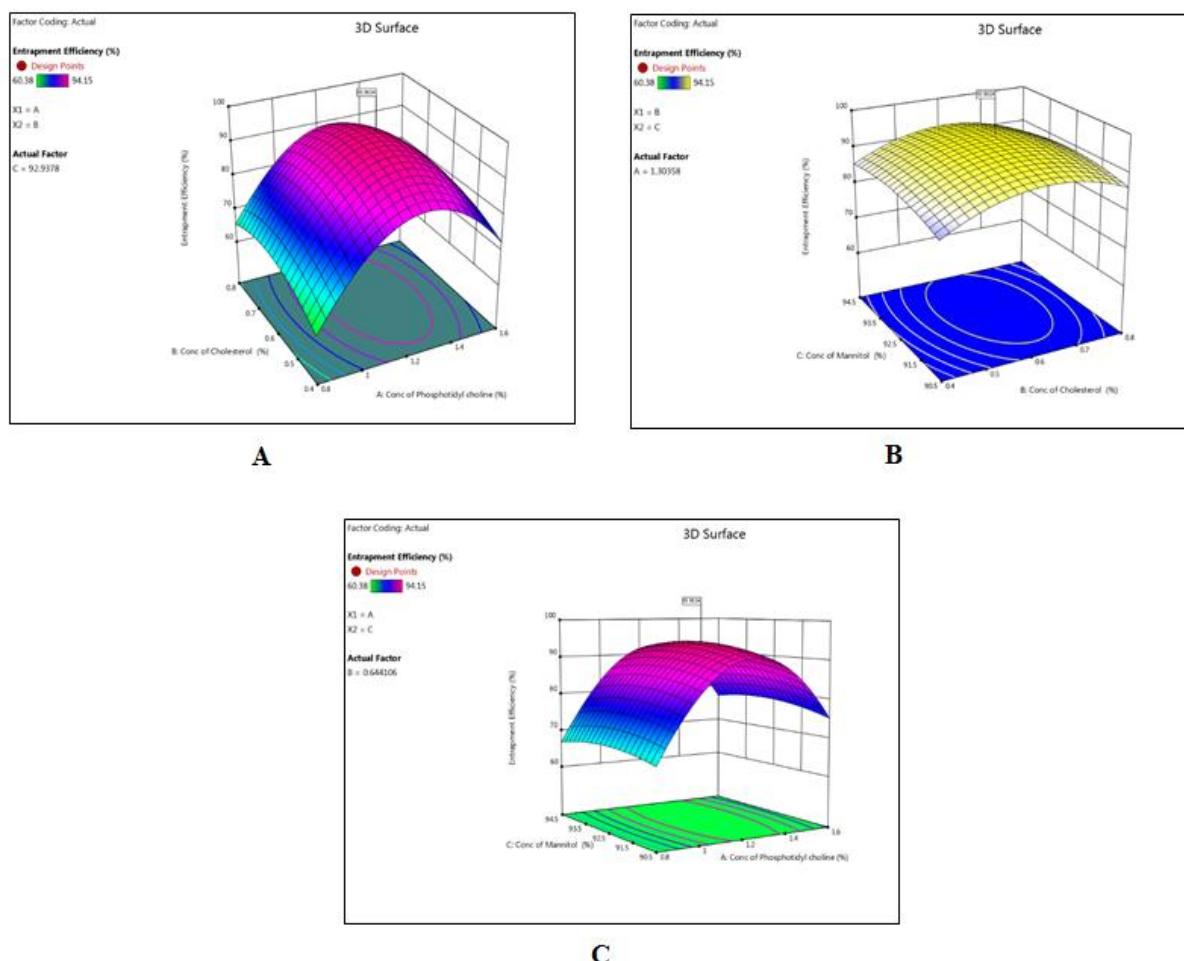 Factor Coding: Actual
3D Surface
Entrapment Efficiency (%)
Design Points
60.38 94.15
X1 = A
X2 = B
Actual Factor
C = 92.9378
Entrapment Efficiency (%)
100
90
80
70
60
0.8
0.7
0.6
0.5
0.4
B: Conc of Cholesterol (%)
0.8
1
1.2
1.4
1.6
A: Conc of Phosphotidyl choline (%)
A
Factor Coding: Actual
3D Surface
Entrapment Efficiency (%)
Design Points
60.38 94.15
X1 = B
X2 = C
Actual Factor
A = 1.30358
Entrapment Efficiency (%)
100
90
80
70
60
94.5
93.5
92.5
91.5
90.5
C: Conc of Mannitol (%)
0.4
0.5
0.6
0.7
0.8
B: Conc of Cholesterol (%)
B
Factor Coding: Actual
3D Surface
Entrapment Efficiency (%)
Design Points
60.38 94.15
X1 = A
X2 = C
Actual Factor
B = 0.644106
Entrapment Efficiency (%)
100
90
80
70
60
94.5
93.5
92.5
91.5
90.5
C: Conc of Mannitol (%)
0.8
1
1.2
1.4
1.6
A: Conc of Phosphotidyl choline (%)
C